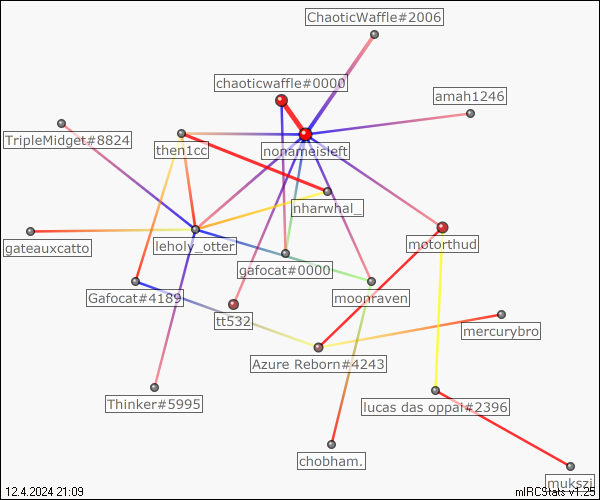 ChaoticWaffle#2006
chaoticwaffle#0000
amah1246
TripleMidget#8824
then1cc
nonameisleft
nharwhal_
gateauxcatto
leholy_otter
motorthud
gafocat#0000
Gafocat#4189
moonraven
tt532
mercurybro
Azure Reborn#4243
Thinker#5995
lucas das oppai#2396
chobham.
mukszi
12.4.2024 21:09
mIRCStats v1.25